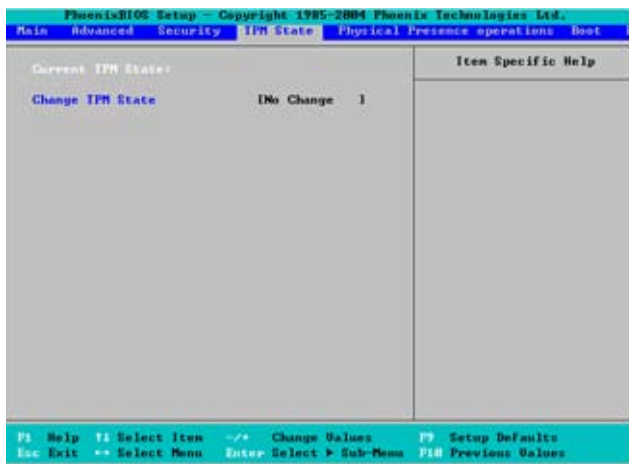 PhoenixBIOS Setup - Copyright 1985-2004 Phoenix Technologies Ltd.
Main Advanced Security TPM State Physical Presence operations Boot
Item Specific Help
Current TPM State:
Change TPM State [No Change ]
F1 Help ↑↓ Select Item -/+ Change Values F9 Setup Defaults
Esc Exit ↔ Select Menu Enter Select ▶ Sub-Menu F10 Previous Values